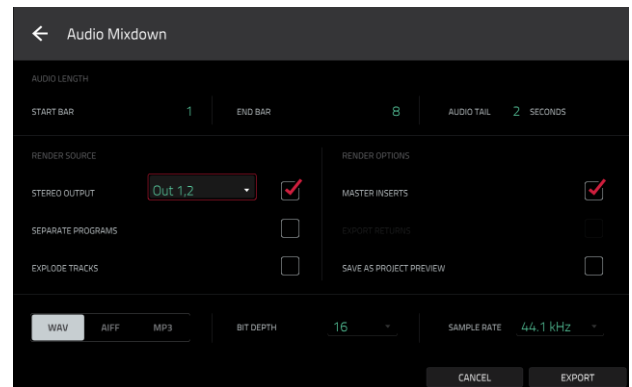 Audio Mixdown
AUDIO LENGTH
START BAR 1 END BAR 8 AUDIO TAIL 2 SECONDS
RENDER SOURCE RENDER OPTIONS
STEREO OUTPUT Out 1,2 MASTER INSERTS
SEPARATE PROGRAMS EXPORT RETURNS
EXPLODE TRACKS SAVE AS PROJECT PREVIEW
WAV AIFF MP3 BIT DEPTH 16 SAMPLE RATE 44.1 kHz
CANCEL EXPORT